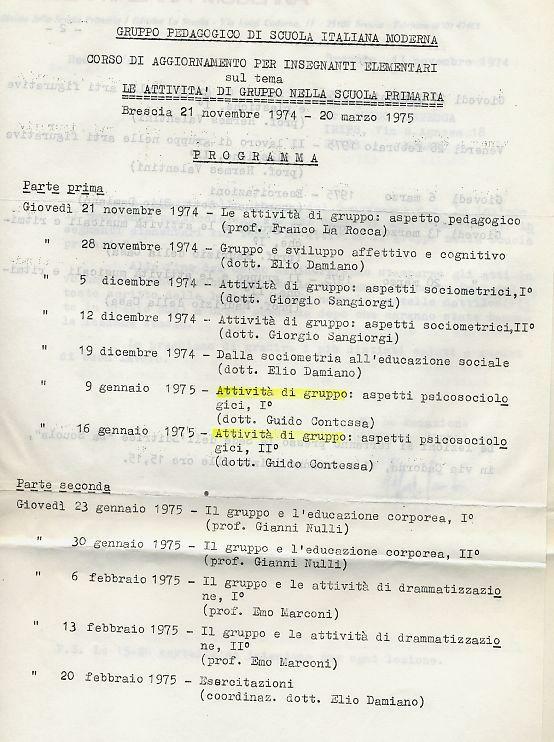 GRUPPO PEDAGOGICO DI SCUOLA ITALIANA MODERNA
CORSO DI AGGIORNAMENTO PER INSEGNANTI ELEMENTARI
sul tema
LE ATTIVITA' DI GRUPPO NELLA SCUOLA PRIMARIA
Brescia 21 novembre 1974 - 20 marzo 1975
P R O G R A M M A
Parte prima
Giovedì 21 novembre 1974 - Le attività di gruppo: aspetto pedagogico
(prof. Franco La Rocca)
" 28 novembre 1974 - Gruppo e sviluppo affettivo e cognitivo
(dott. Elio Damiano)
" 5 dicembre 1974 - Attività di gruppo: aspetti sociometrici,I°
(dott. Giorgio Sangiorgi)
" 12 dicembre 1974 - Attività di gruppo: aspetti sociometrici,II°
(dott. Giorgio Sangiorgi)
" 19 dicembre 1974 - Dalla sociometria all'educazione sociale
(dott. Elio Damiano)
" 9 gennaio 1975 - Attività di gruppo: aspetti psicosociolo
gici, I°
(dott. Guido Contessa)
" 16 gennaio 1975 - Attività di gruppo: aspetti psicosociolo
gici, II°
(dott. Guido Contessa)
Parte seconda
Giovedì 23 gennaio 1975 - Il gruppo e l'educazione corporea, I°
(prof. Gianni Nulli)
" 30 gennaio 1975 - Il gruppo e l'educazione corporea, II°
(prof. Gianni Nulli)
" 6 febbraio 1975 - Il gruppo e le attività di drammatizzazio
ne, I°
(prof. Emo Marconi)
" 13 febbraio 1975 - Il gruppo e le attività di drammatizzazio
ne, II°
(prof. Emo Marconi)
" 20 febbraio 1975 - Esercitazioni
(coordinaz. dott. Elio Damiano)